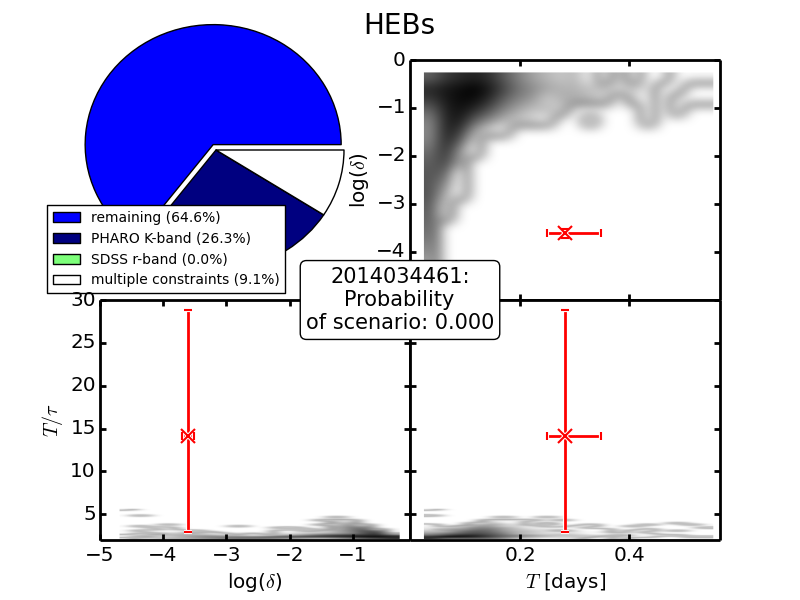 HEBs
0
−1
−2
−3
−4
log(δ)
remaining (64.6%)
PHARO K-band (26.3%)
SDSS r-band (0.0%)
multiple constraints (9.1%)
2014034461:
Probability
of scenario: 0.000
30
25
20
15
10
5
T/τ
−5 −4 −3 −2 −1
0.2 0.4
log(δ)
T [days]